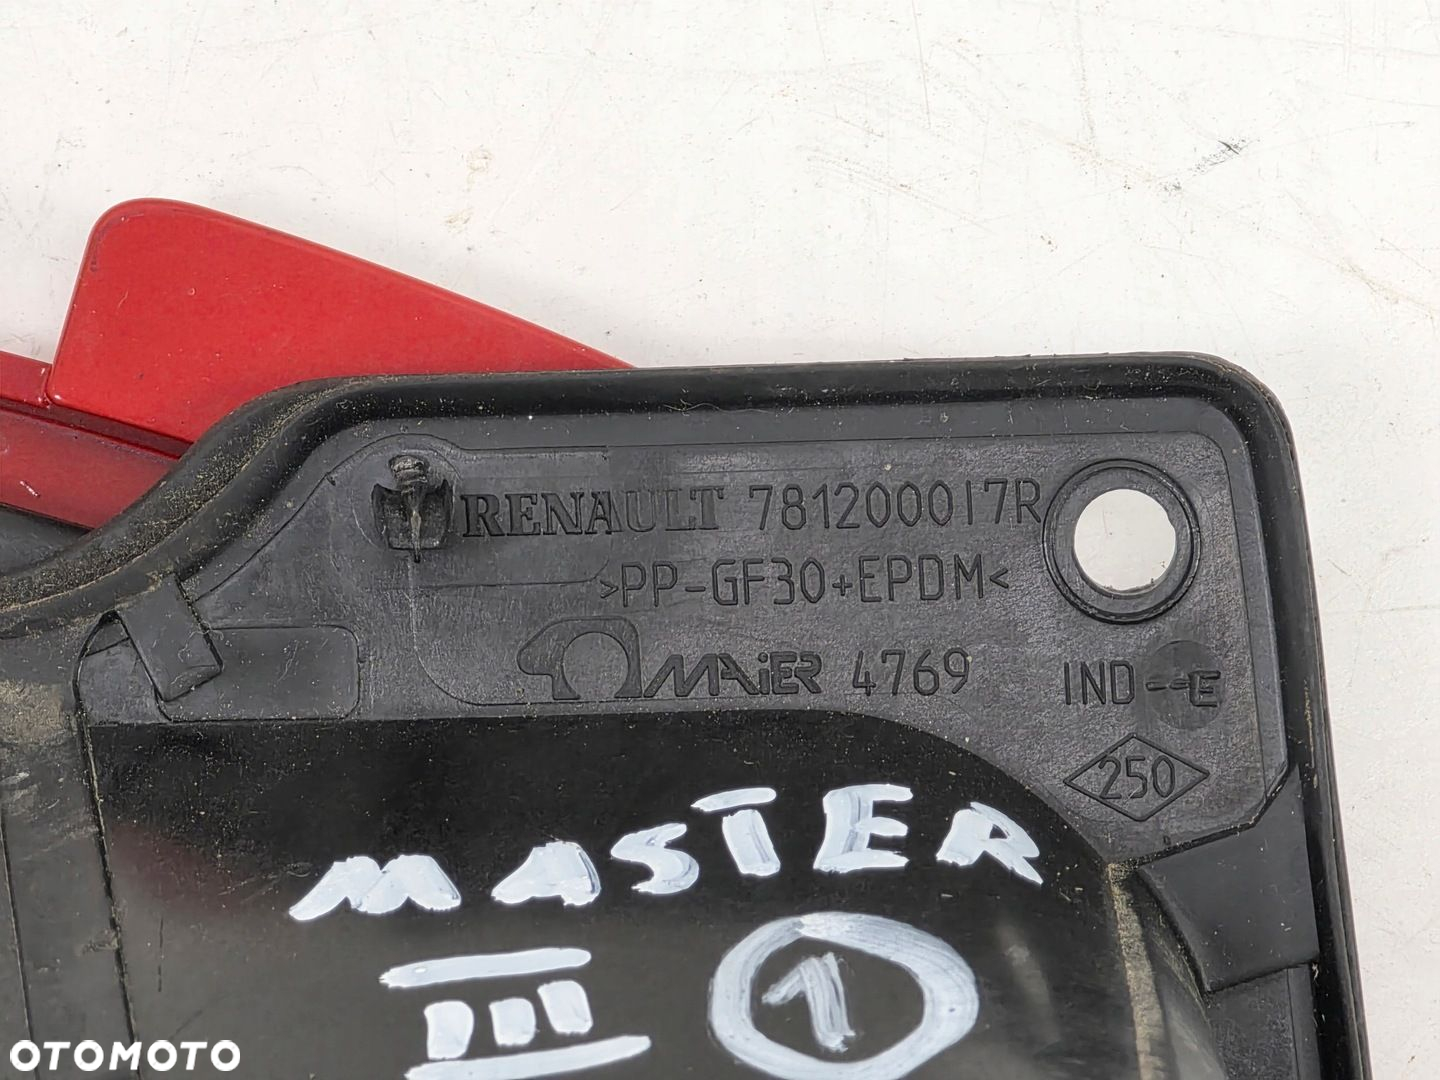 RENAULT 781200017R
>PP-GF30+EPDM<
MAiER 4769 IND --E
250
MASTER
III 1
OTOMOTO